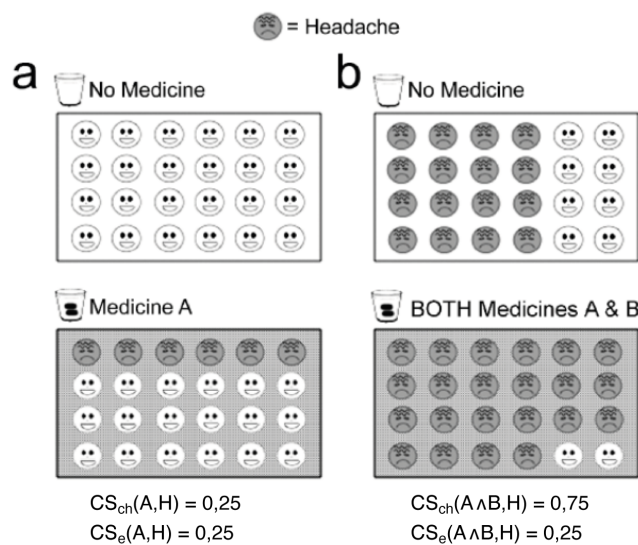 = Headache
a
No Medicine
Medicine A
CSch(A,H) = 0,25
CSe(A,H) = 0,25
b
No Medicine
BOTH Medicines A & B
CSch(A∧B,H) = 0,75
CSe(A∧B,H) = 0,25